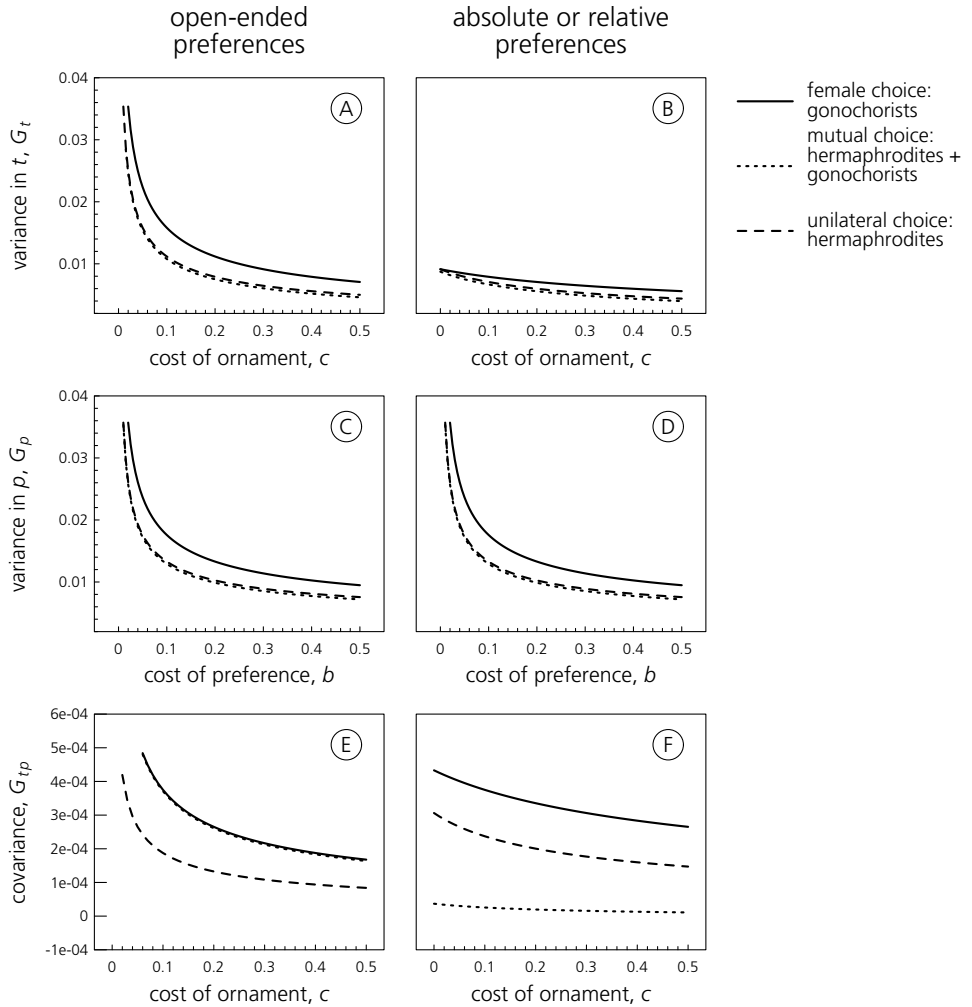 open-ended
preferences
absolute or relative
preferences
female choice:
gonochorists
mutual choice:
hermaphrodites +
gonochorists
unilateral choice:
hermaphrodites
variance in t, Gt
0.04
0.03
0.02
0.01
A
0 0.1 0.2 0.3 0.4 0.5
cost of ornament, c
B
0 0.1 0.2 0.3 0.4 0.5
cost of ornament, c
variance in p, Gp
0.04
0.03
0.02
0.01
C
0 0.1 0.2 0.3 0.4 0.5
cost of preference, b
D
0 0.1 0.2 0.3 0.4 0.5
cost of preference, b
covariance, Gtp
6e-04
5e-04
4e-04
3e-04
2e-04
1e-04
0
-1e-04
E
0 0.1 0.2 0.3 0.4 0.5
cost of ornament, c
F
0 0.1 0.2 0.3 0.4 0.5
cost of ornament, c